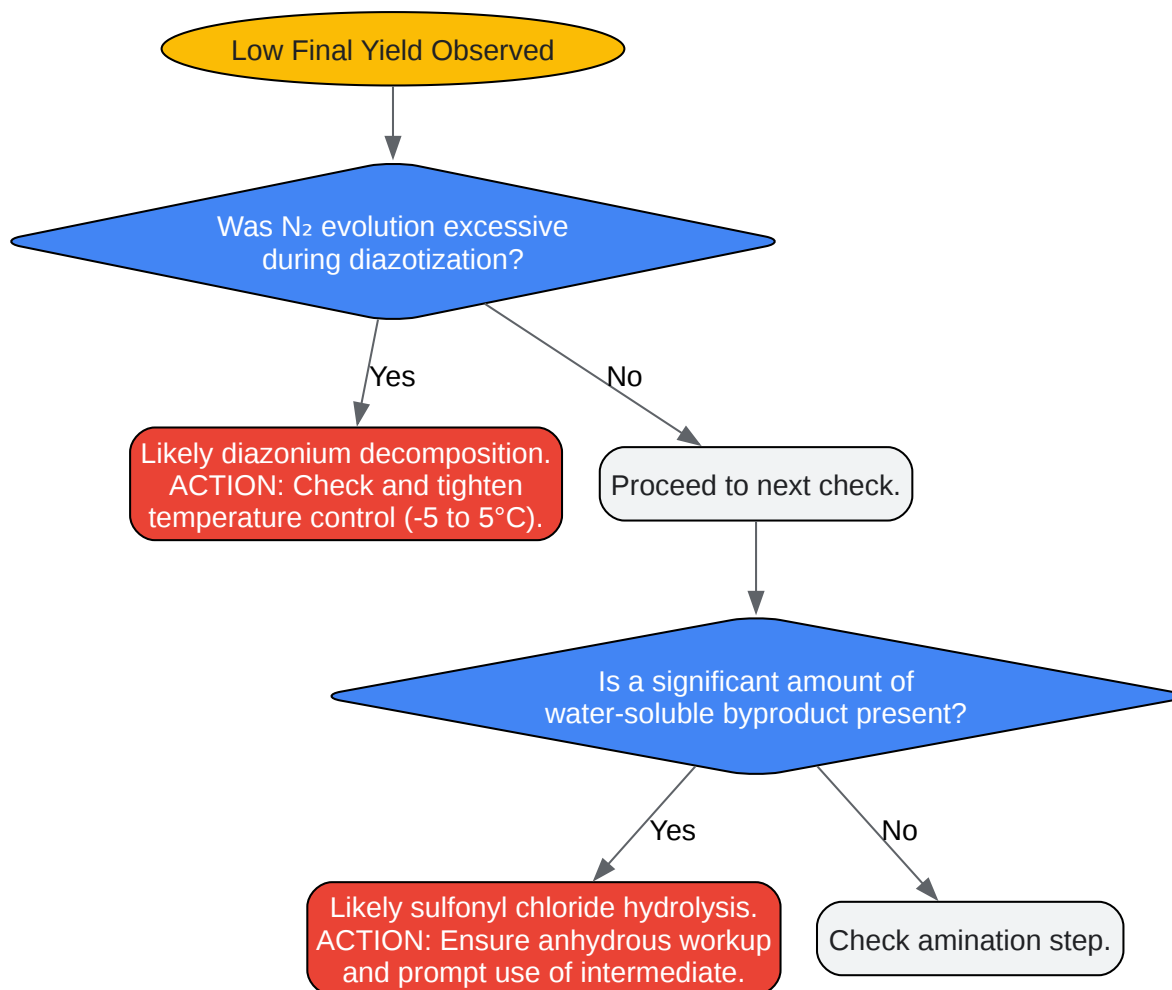 Low Final Yield Observed
Was N₂ evolution excessive
during diazotization?
Yes
No
Likely diazonium decomposition.
ACTION: Check and tighten
temperature control (-5 to 5°C).
Proceed to next check.
Is a significant amount of
water-soluble byproduct present?
Yes
No
Likely sulfonyl chloride hydrolysis.
ACTION: Ensure anhydrous workup
and prompt use of intermediate.
Check amination step.